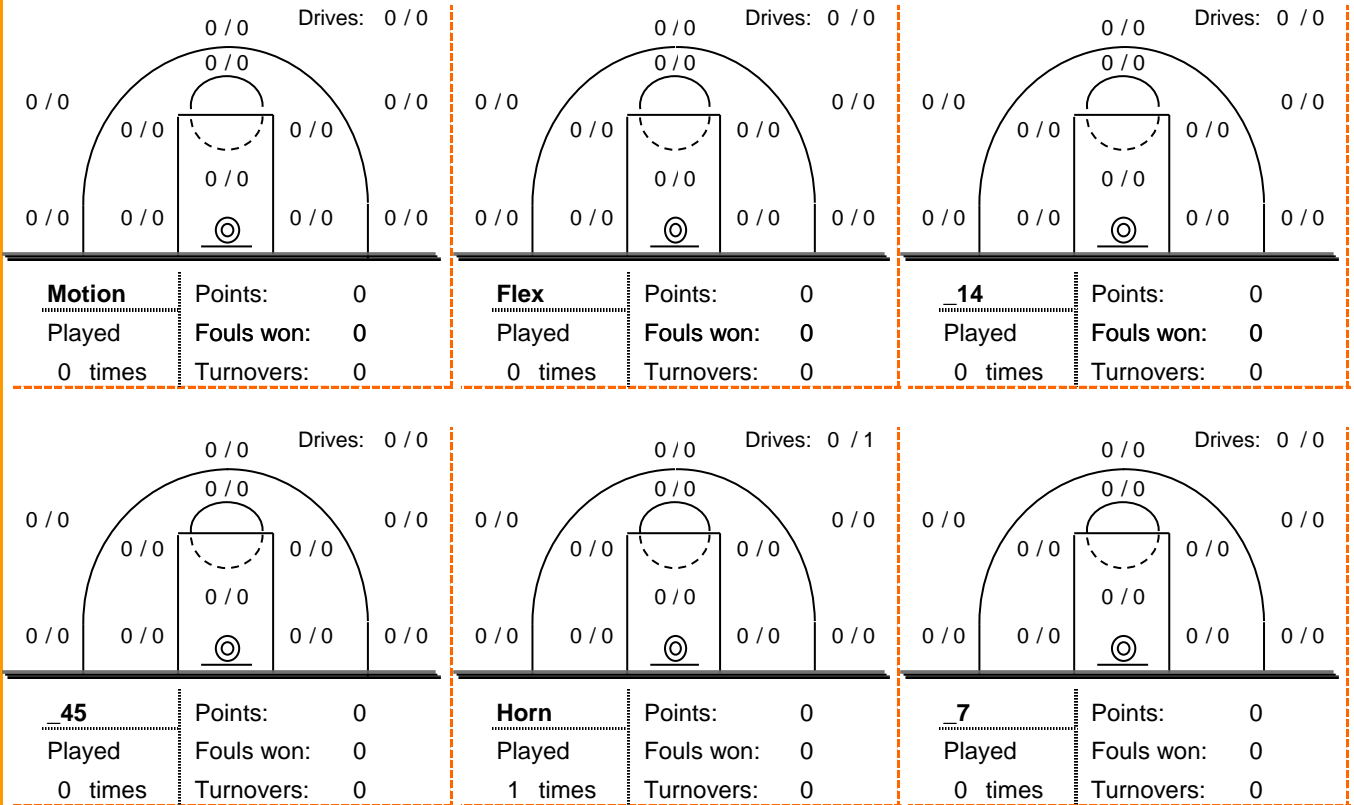 Drives: 0 / 0
0 / 0
0 / 0
0 / 0 0 / 0
0 / 0 0 / 0
0 / 0
0 / 0 0 / 0 0 / 0 0 / 0
Motion Points: 0
Played Fouls won: 0
0 times Turnovers: 0
Drives: 0 / 0
0 / 0
0 / 0
0 / 0 0 / 0
0 / 0 0 / 0
0 / 0
0 / 0 0 / 0 0 / 0 0 / 0
Flex Points: 0
Played Fouls won: 0
0 times Turnovers: 0
Drives: 0 / 0
0 / 0
0 / 0
0 / 0 0 / 0
0 / 0 0 / 0
0 / 0
0 / 0 0 / 0 0 / 0 0 / 0
_14 Points: 0
Played Fouls won: 0
0 times Turnovers: 0
Drives: 0 / 0
0 / 0
0 / 0
0 / 0 0 / 0
0 / 0 0 / 0
0 / 0
0 / 0 0 / 0 0 / 0 0 / 0
_45 Points: 0
Played Fouls won: 0
0 times Turnovers: 0
Drives: 0 / 1
0 / 0
0 / 0
0 / 0 0 / 0
0 / 0 0 / 0
0 / 0
0 / 0 0 / 0 0 / 0 0 / 0
Horn Points: 0
Played Fouls won: 0
1 times Turnovers: 0
Drives: 0 / 0
0 / 0
0 / 0
0 / 0 0 / 0
0 / 0 0 / 0
0 / 0
0 / 0 0 / 0 0 / 0 0 / 0
_7 Points: 0
Played Fouls won: 0
0 times Turnovers: 0